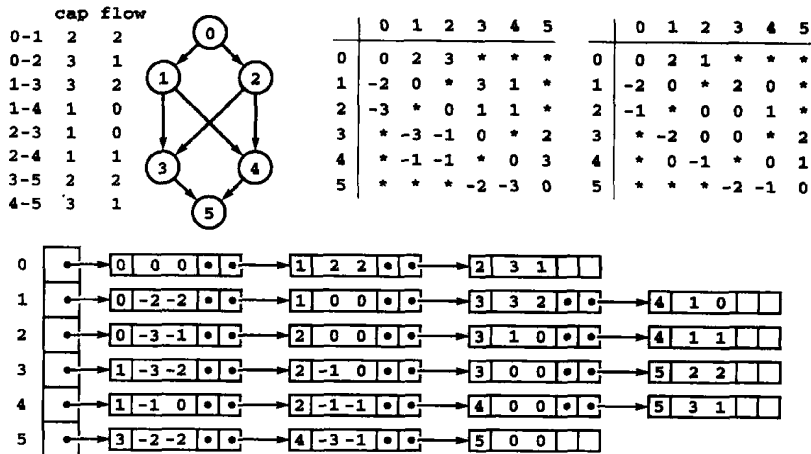 cap flow
0-1 2 2
0-2 3 1
1-3 3 2
1-4 1 0
2-3 1 0
2-4 1 1
3-5 2 2
4-5 3 1
0
1
2
3
4
5
0 1 2 3 4 5
0 0 2 3 * * *
1 -2 0 * 3 1 *
2 -3 * 0 1 1 *
3 * -3 -1 0 * 2
4 * -1 -1 * 0 3
5 * * * -2 -3 0
0 1 2 3 4 5
0 0 2 1 * * *
1 -2 0 * 2 0 *
2 -1 * 0 0 1 *
3 * -2 0 0 * 2
4 * 0 -1 * 0 1
5 * * * -2 -1 0
0 0 0 0 1 2 2 2 3 1
1 0 -2 -2 1 0 0 3 3 2 4 1 0
2 0 -3 -1 2 0 0 3 1 0 4 1 1
3 1 -3 -2 2 -1 0 3 0 0 5 2 2
4 1 -1 0 2 -1 -1 4 0 0 5 3 1
5 3 -2 -2 4 -3 -1 5 0 0